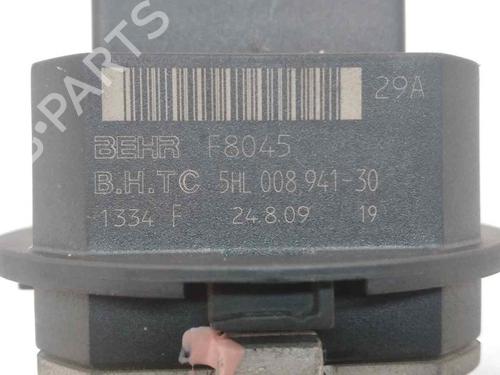 B-PARTS
29A
BEHR F8045
B.H.TC 5HL 008 941-30
1334 F 24.8.09 19